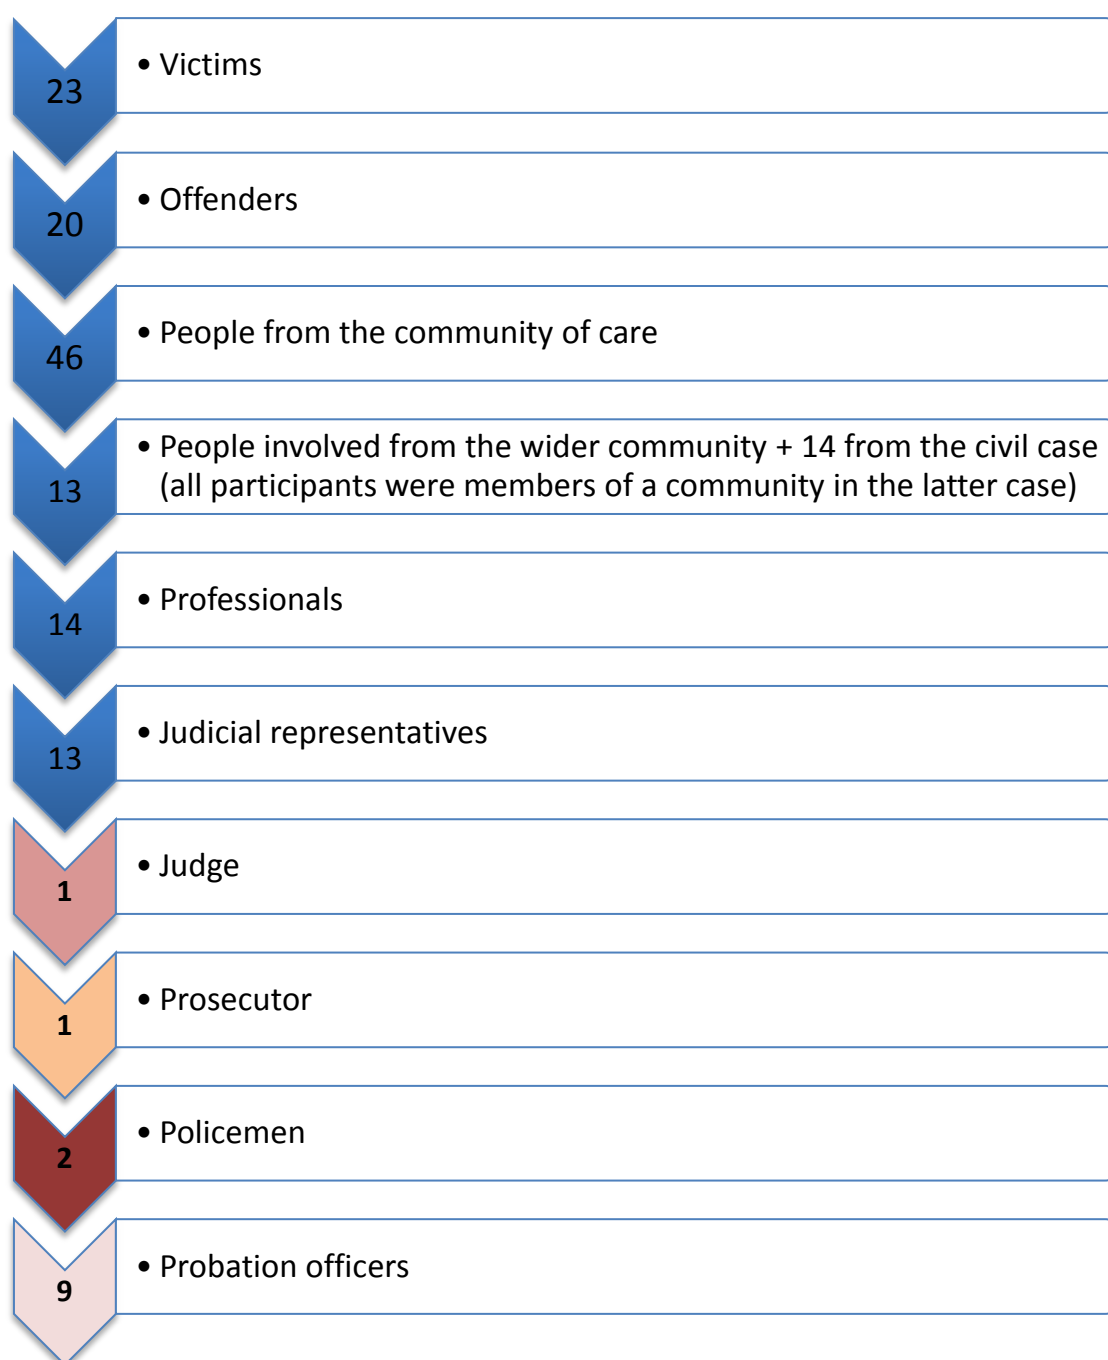 23
• Victims
20
• Offenders
46
• People from the community of care
13
• People involved from the wider community + 14 from the civil case
(all participants were members of a community in the latter case)
14
• Professionals
13
• Judicial representatives
1
• Judge
1
• Prosecutor
2
• Policemen
9
• Probation officers